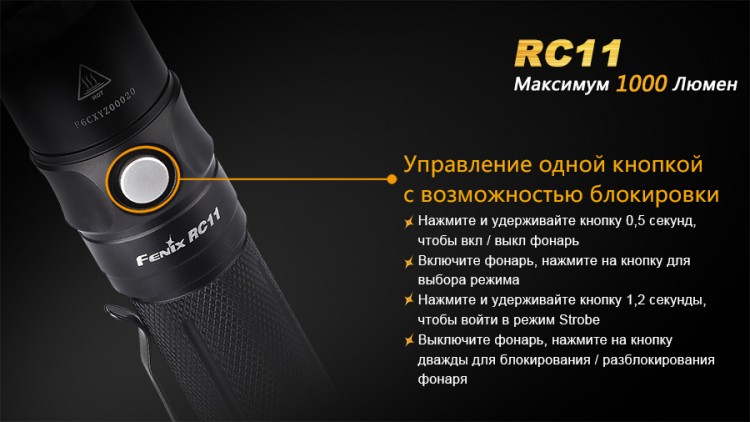 RC11
Максимум 1000 Люмен
HOT
F6CXYZ00020
FENIX RC11
Управление одной кнопкой
с возможностью блокировки
Нажмите и удерживайте кнопку 0,5 секунд,
чтобы вкл / выкл фонарь
Включите фонарь, нажмите на кнопку для
выбора режима
Нажмите и удерживайте кнопку 1,2 секунды,
чтобы войти в режим Strobe
Выключите фонарь, нажмите на кнопку
дважды для блокирования / разблокирования
фонаря